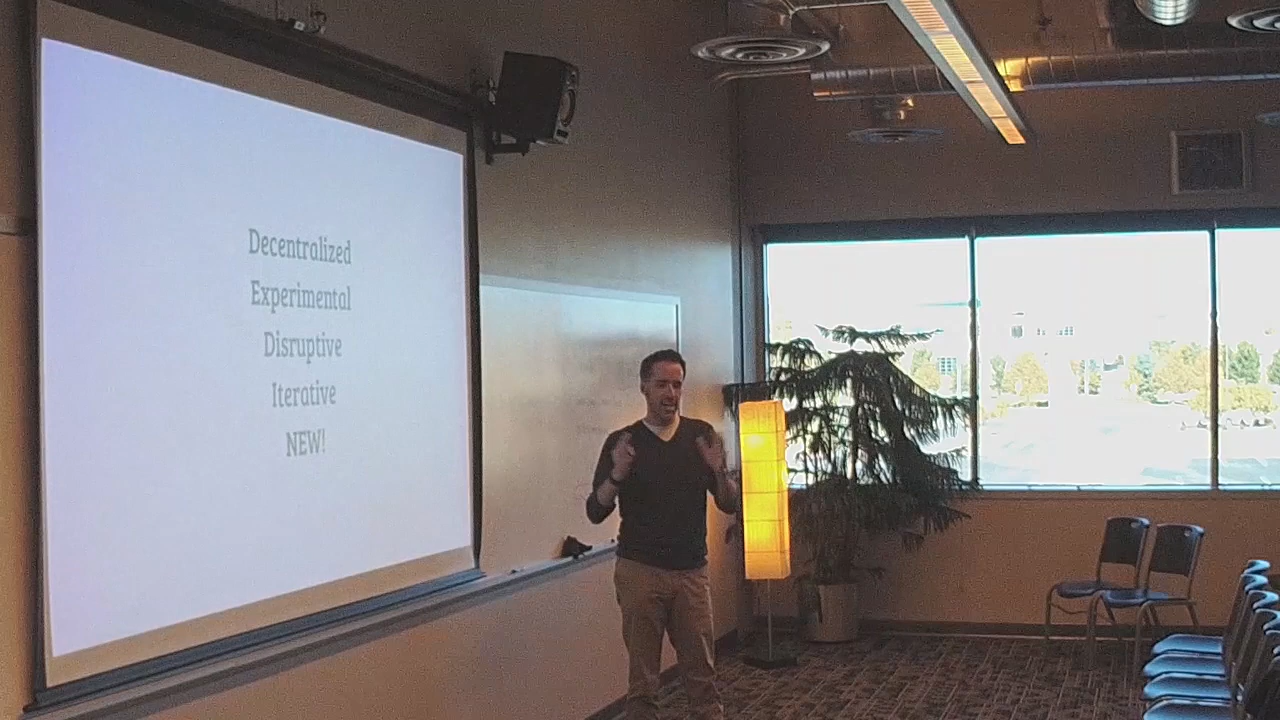 Decentralized
Experimental
Disruptive
Iterative
NEW!